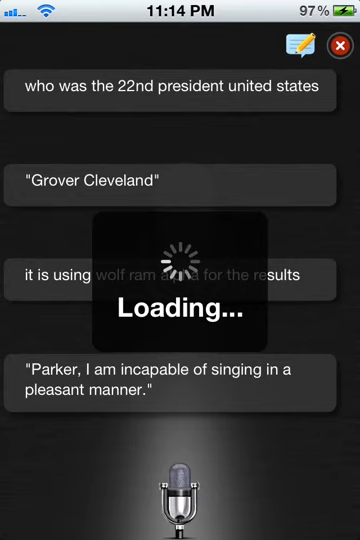 11:14 PM
97%
who was the 22nd president united states
"Grover Cleveland"
it is using wolf ram alpha for the results
Loading...
"Parker, I am incapable of singing in a
pleasant manner."